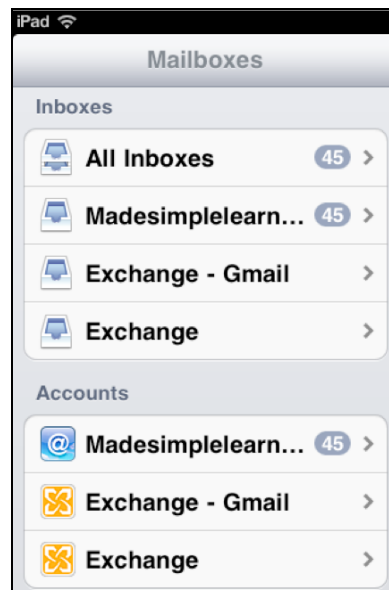 iPad
Mailboxes
Inboxes
All Inboxes 45
Madesimplelearn... 45
Exchange - Gmail
Exchange
Accounts
Madesimplelearn... 45
Exchange - Gmail
Exchange